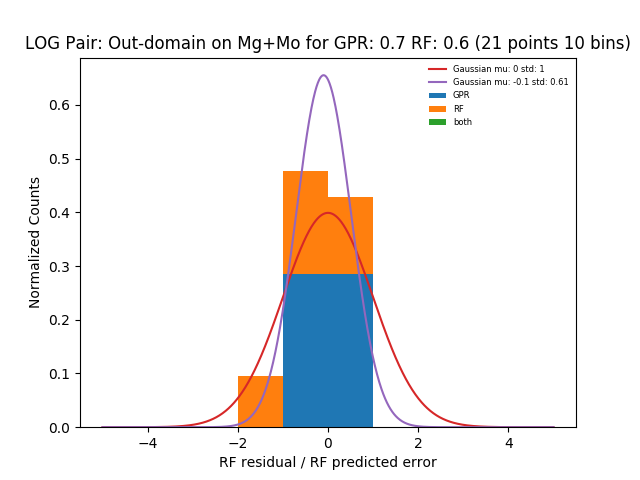 LOG Pair: Out-domain on Mg+Mo for GPR: 0.7 RF: 0.6 (21 points 10 bins)
Gaussian mu: 0 std: 1
Gaussian mu: -0.1 std: 0.61
GPR
RF
both
Normalized Counts
0.6
0.5
0.4
0.3
0.2
0.1
0.0
−4 −2 0 2 4
RF residual / RF predicted error